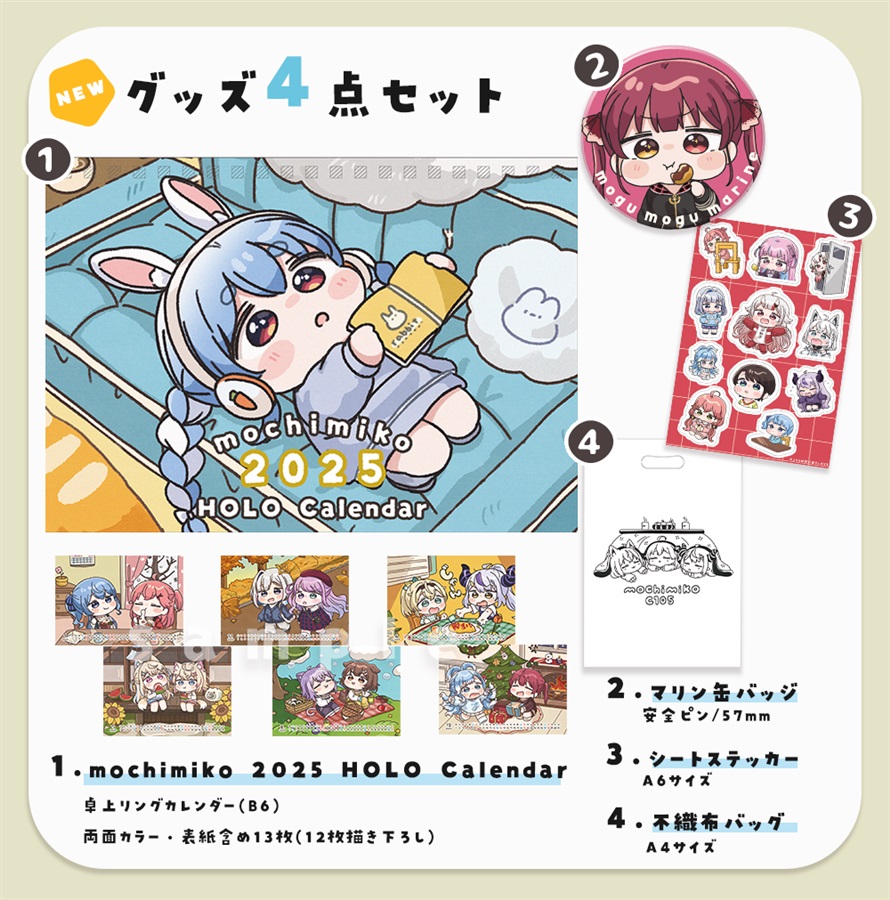 NEW
グッズ4点セット
1
rabbit
mochimiko
2025
HOLO Calendar
2
mogu mogu marine
3
4
mochimiko
C105
sample
1.mochimiko 2025 HOLO Calendar
卓上リングカレンダー(B6)
両面カラー・表紙含め13枚(12枚描き下ろし)
2.マリン缶バッジ
安全ピン/57mm
3.シートステッカー
A6サイズ
4.不織布バッグ
A4サイズ